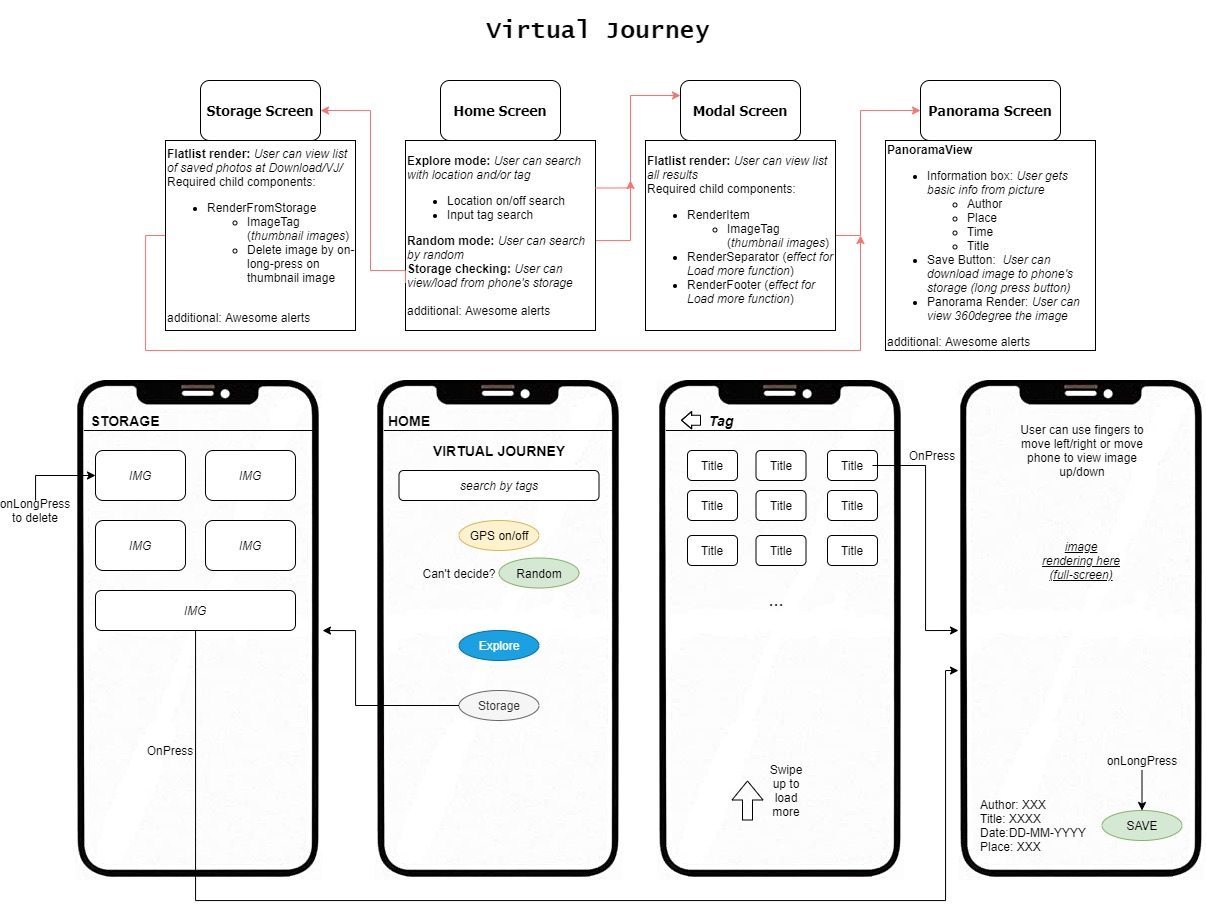 Virtual Journey
Storage Screen
Flatlist render: User can view list
of saved photos at Download/VJ/
Required child components:
RenderFromStorage
ImageTag
(thumbnail images)
Delete image by on-
long-press on
thumbnail image
additional: Awesome alerts
Home Screen
Explore mode: User can search
with location and/or tag
Location on/off search
Input tag search
Random mode: User can search
by random
Storage checking: User can
view/load from phone's storage
additional: Awesome alerts
Modal Screen
Flatlist render: User can view list
all results
Required child components:
RenderItem
ImageTag
(thumbnail images)
RenderSeparator (effect for
Load more function)
RenderFooter (effect for
Load more function)
Panorama Screen
PanoramaView
Information box: User gets
basic info from picture
Author
Place
Time
Title
Save Button: User can
download image to phone's
storage (long press button)
Panorama Render: User can
view 360degree the image
additional: Awesome alerts
STORAGE
IMG
IMG
onLongPress
to delete
IMG
IMG
IMG
OnPress
HOME
VIRTUAL JOURNEY
search by tags
GPS on/off
Can't decide? Random
Explore
Storage
Tag
Title Title Title
Title Title Title
Title Title Title
...
Swipe
up to
load
more
OnPress
User can use fingers to
move left/right or move
phone to view image
up/down
image
rendering here
(full-screen)
onLongPress
Author: XXX
Title: XXXX
Date:DD-MM-YYYY
Place: XXX
SAVE